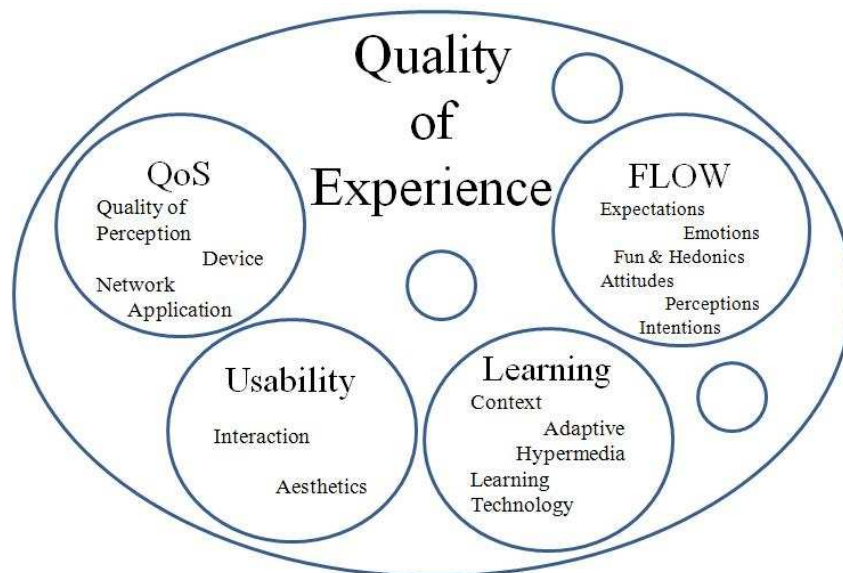 Quality
of
Experience
QoS
Quality of
Perception
Device
Network
Application
FLOW
Expectations
Emotions
Fun & Hedonics
Attitudes
Perceptions
Intentions
Usability
Interaction
Aesthetics
Learning
Context
Adaptive
Hypermedia
Learning
Technology